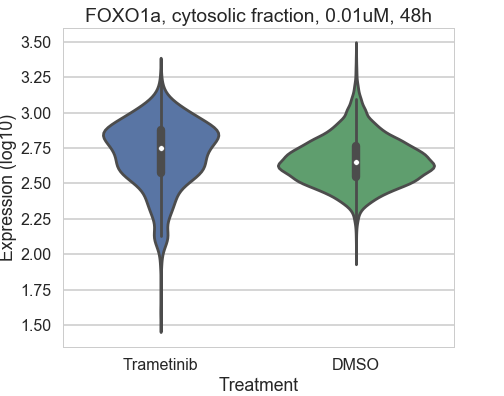 FOXO1a, cytosolic fraction, 0.01uM, 48h
Expression (log10)
3.50
3.25
3.00
2.75
2.50
2.25
2.00
1.75
1.50
Trametinib DMSO
Treatment